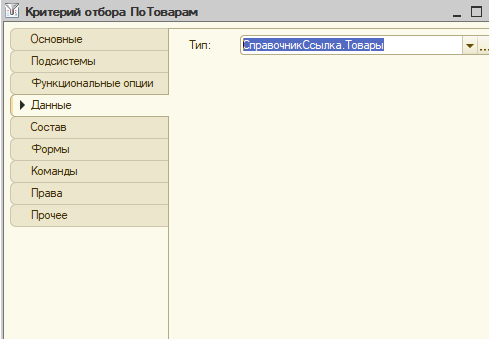 Критерий отбора ПоТоварам
Основные
Тип: СправочникСсылка.Товары ...
Подсистемы
Функциональные опции
Данные
Состав
Формы
Команды
Права
Прочее